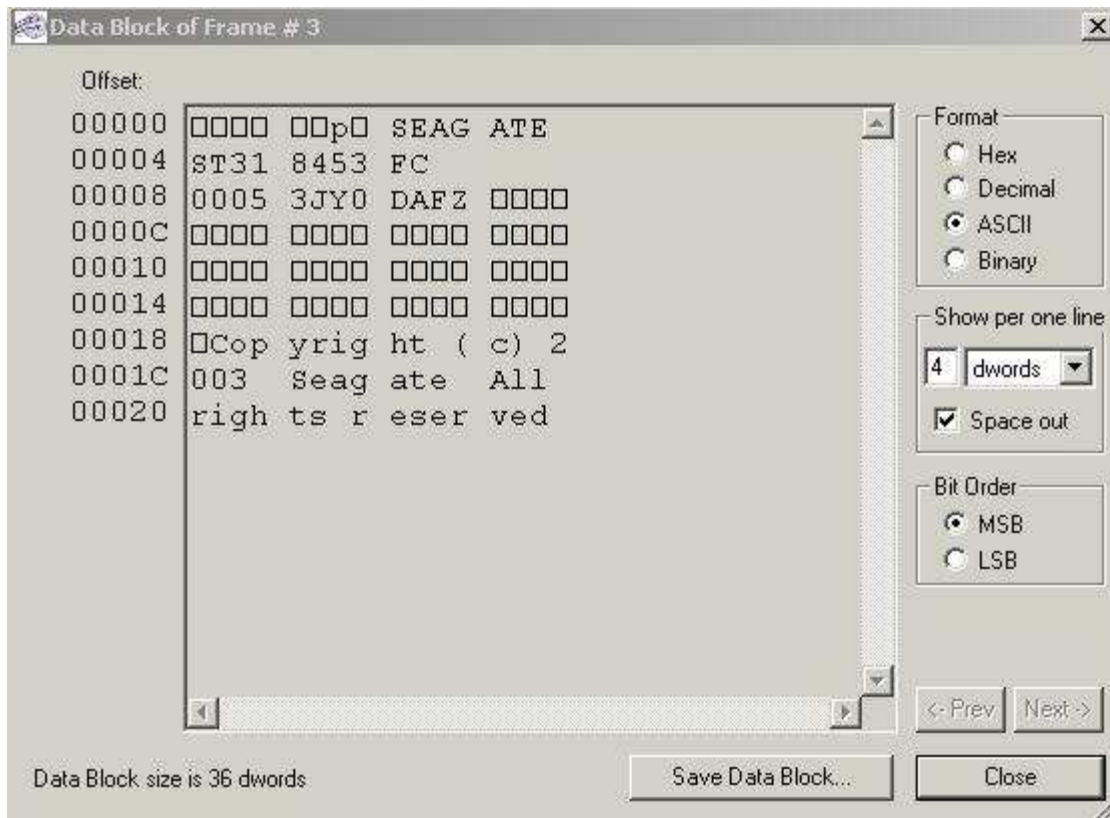 Data Block of Frame # 3
Offset:
00000 □□□□ □□p□ SEAG ATE
00004 ST31 8453 FC
00008 0005 3JY0 DAFZ □□□□
0000C □□□□ □□□□ □□□□ □□□□
00010 □□□□ □□□□ □□□□ □□□□
00014 □□□□ □□□□ □□□□ □□□□
00018 □Cop yrig ht ( c) 2
0001C 003  Seag ate  All
00020 righ ts r eser ved
Format
Hex
Decimal
ASCII
Binary
Show per one line
4 dwords
Space out
Bit Order
MSB
LSB
<- Prev Next ->
Data Block size is 36 dwords
Save Data Block...
Close